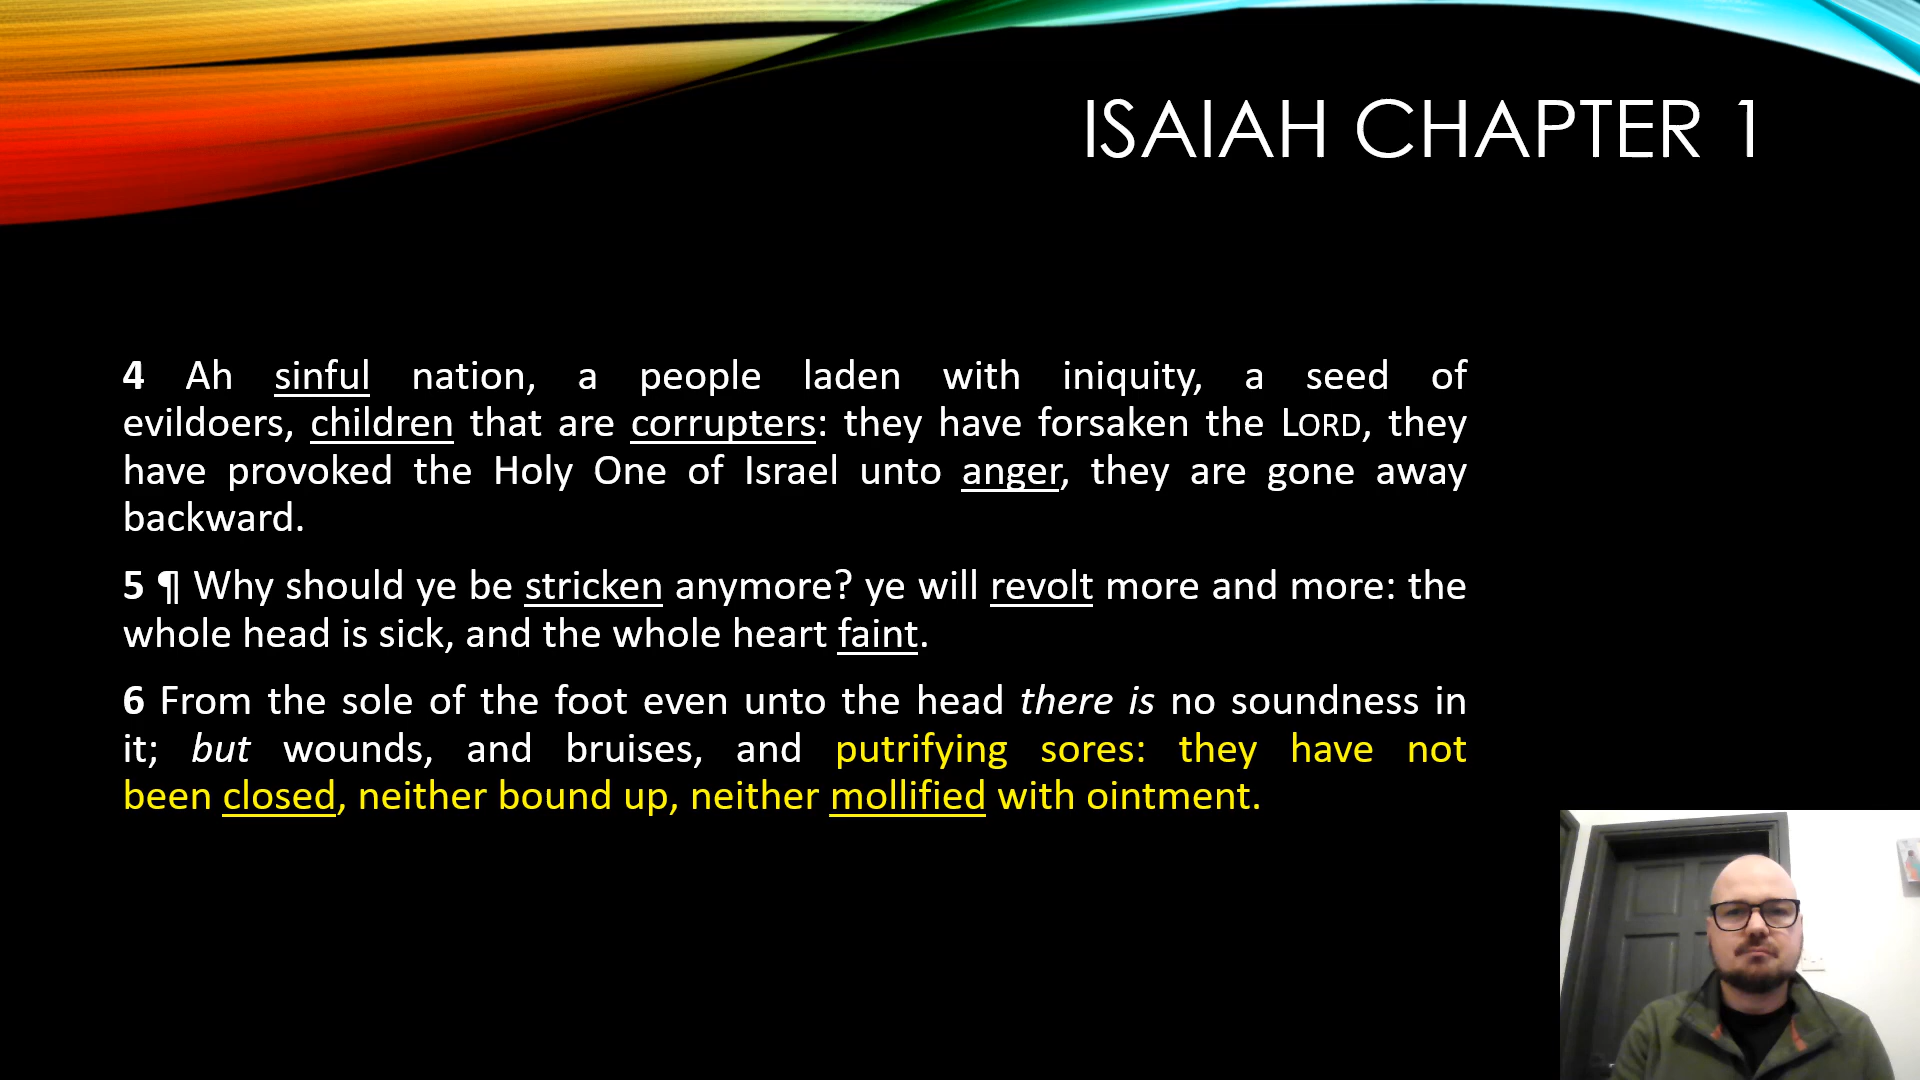 ISAIAH CHAPTER 1
4 Ah sinful nation, a people laden with iniquity, a seed of
evildoers, children that are corrupters: they have forsaken the LORD, they
have provoked the Holy One of Israel unto anger, they are gone away
backward.
5 ¶ Why should ye be stricken anymore? ye will revolt more and more: the
whole head is sick, and the whole heart faint.
6 From the sole of the foot even unto the head there is no soundness in
it; but wounds, and bruises, and putrifying sores: they have not
been closed, neither bound up, neither mollified with ointment.